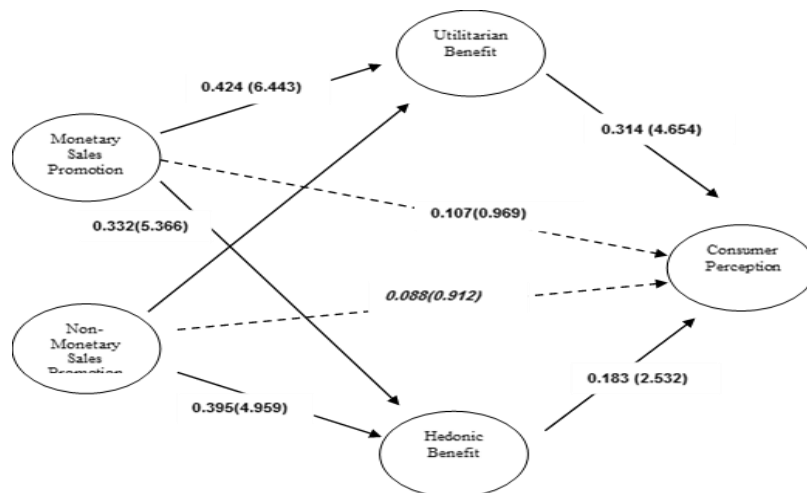 Utilitarian
Benefit
0.424 (6.443)
0.314 (4.654)
Monetary
Sales
Promotion
0.107(0.969)
0.332(5.366)
Consumer
Perception
0.088(0.912)
Non-
Monetary
Sales
Promotion
0.183 (2.532)
0.395(4.959)
Hedonic
Benefit